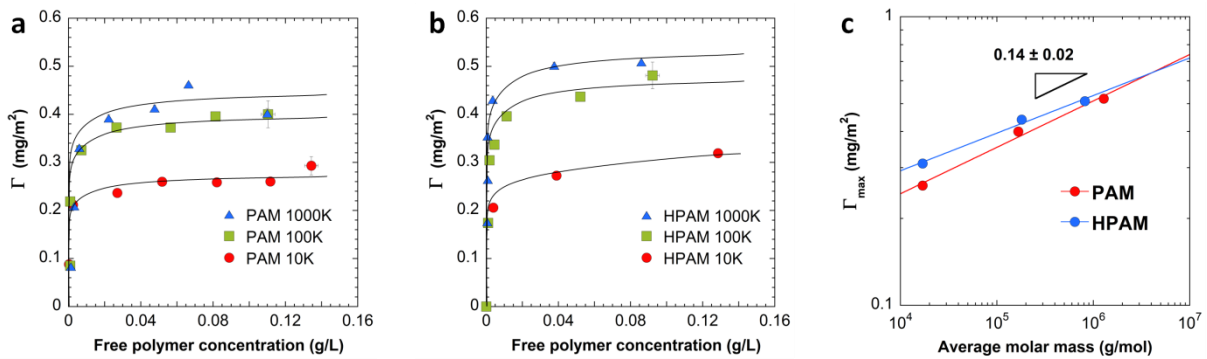 a
0.6
0.5
0.4
0.3
0.2
0.1
0
Γ (mg/m²)
0 0.04 0.08 0.12 0.16
Free polymer concentration (g/L)
PAM 1000K
PAM 100K
PAM 10K
b
0.6
0.5
0.4
0.3
0.2
0.1
0
Γ (mg/m²)
0 0.04 0.08 0.12 0.16
Free polymer concentration (g/L)
HPAM 1000K
HPAM 100K
HPAM 10K
c
1
0.1
Γmax (mg/m²)
0.14 ± 0.02
PAM
HPAM
10⁴ 10⁵ 10⁶ 10⁷
Average molar mass (g/mol)